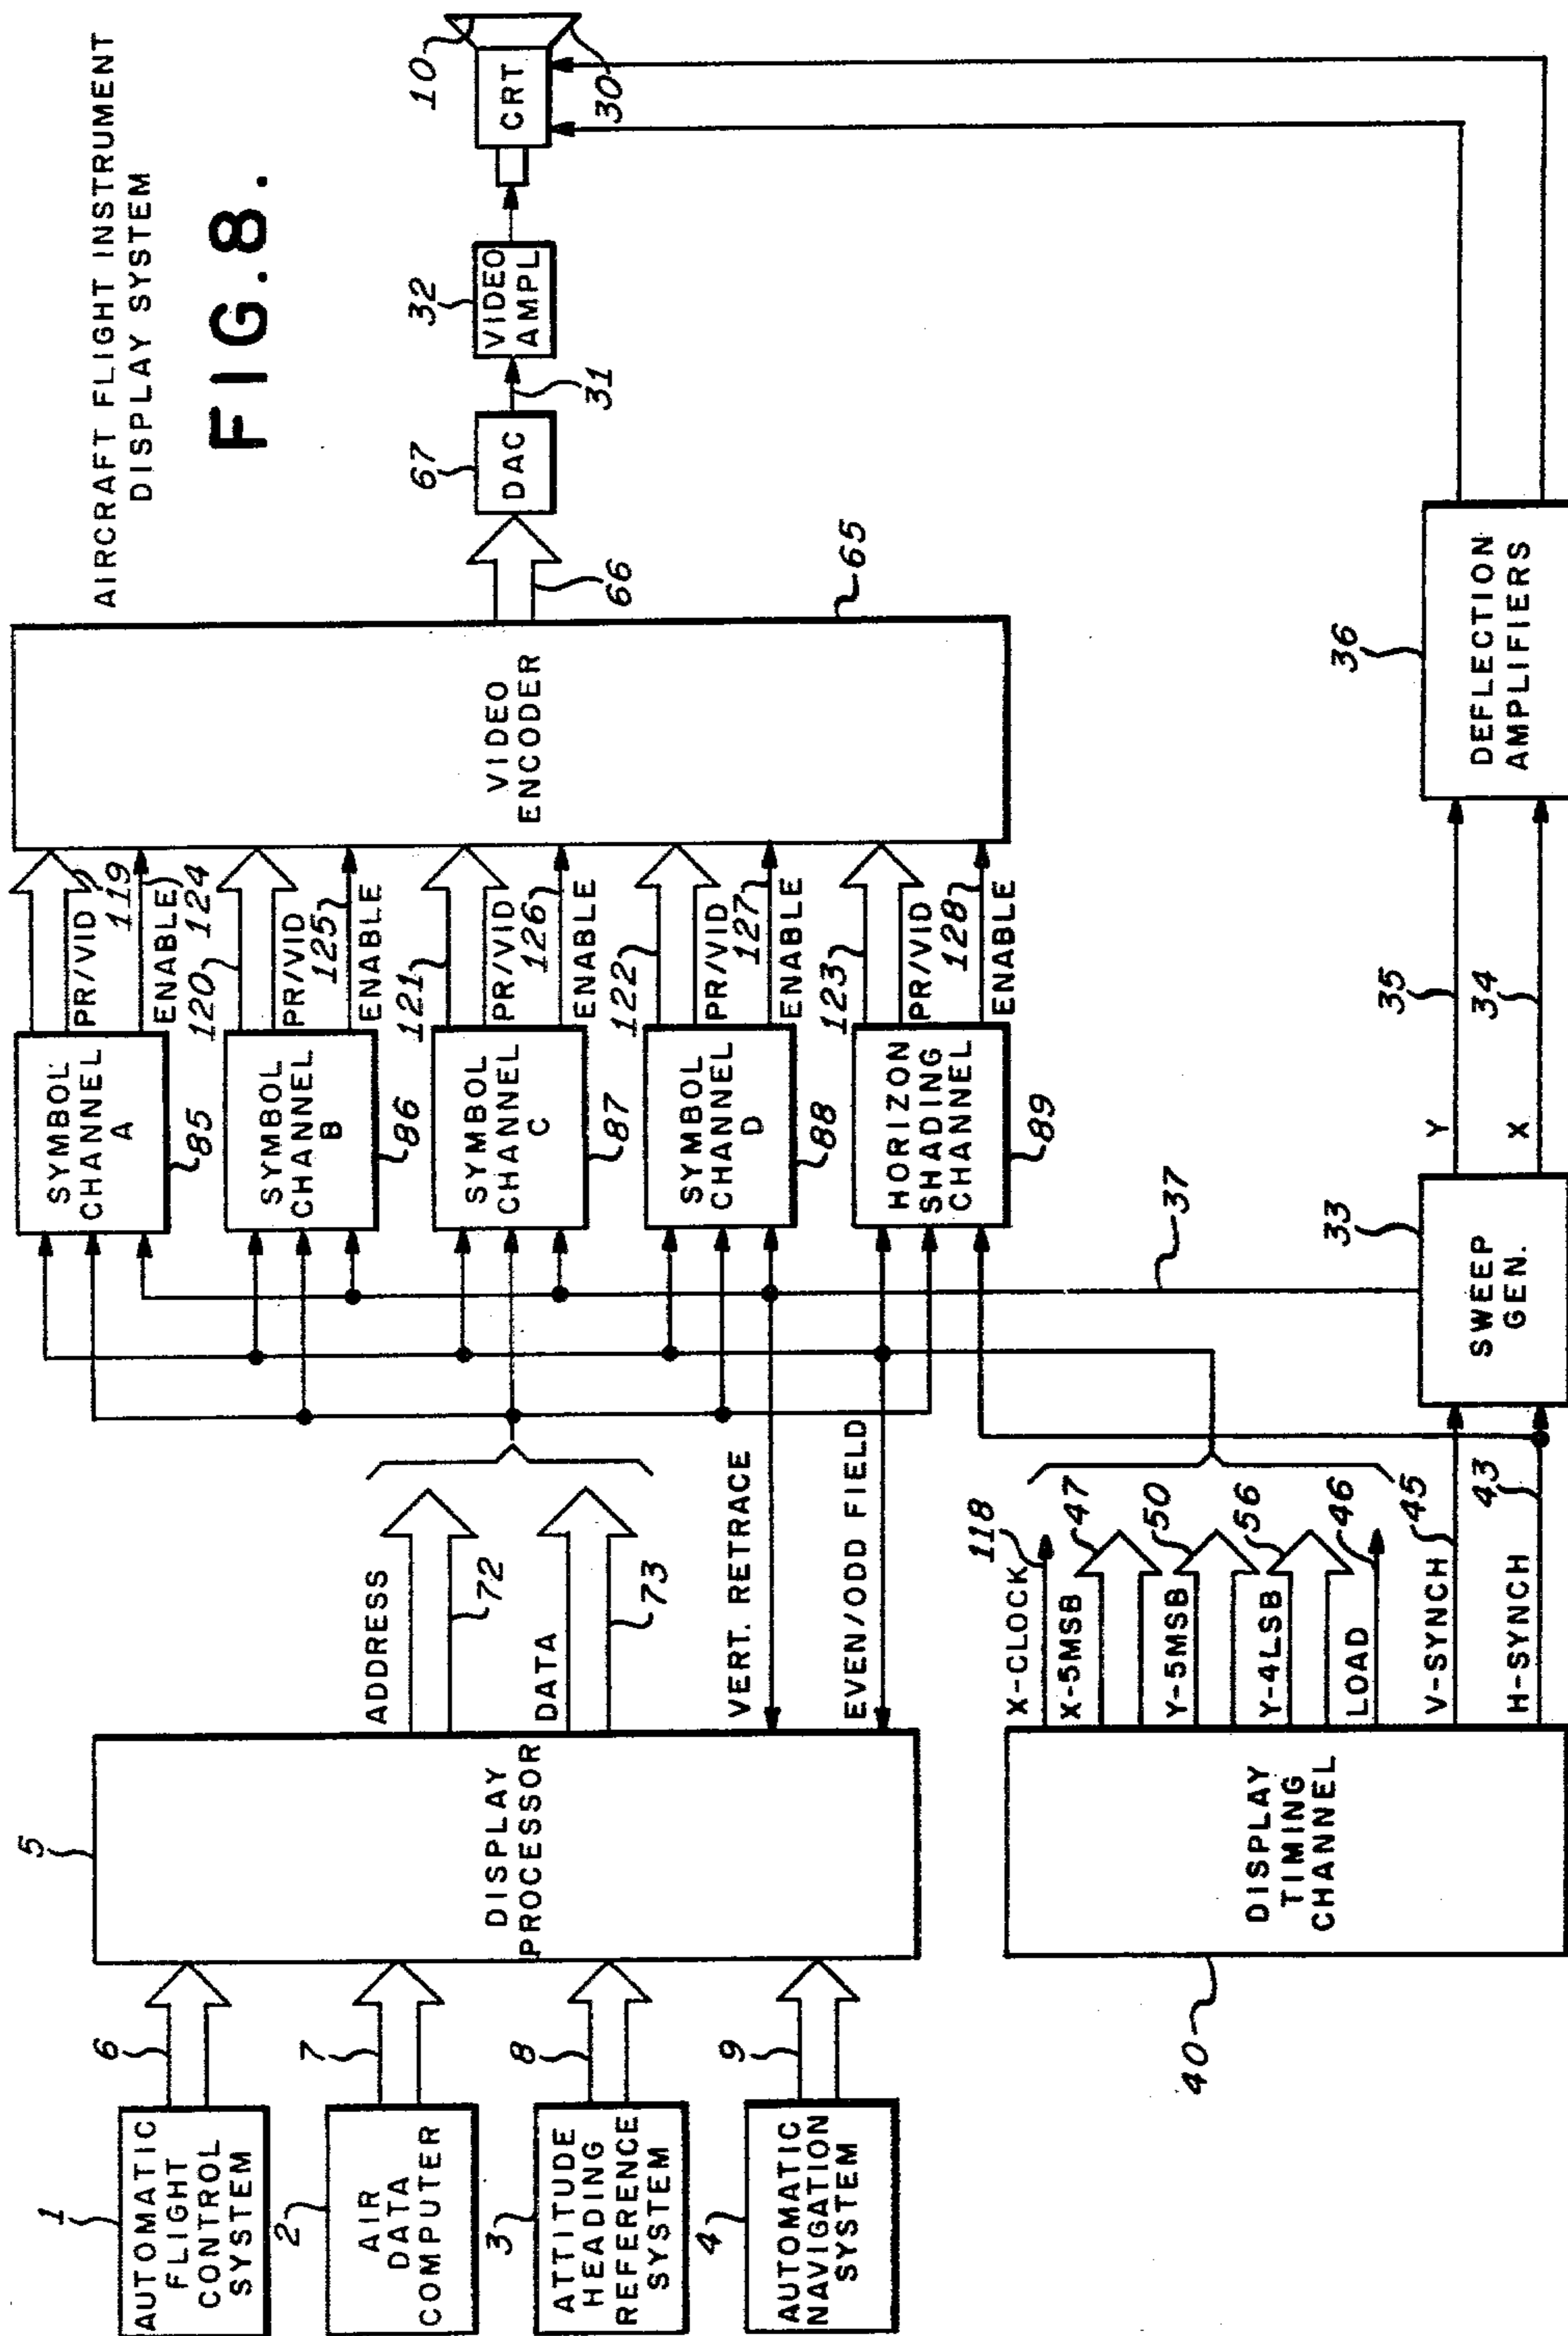 AIRCRAFT FLIGHT INSTRUMENT
DISPLAY SYSTEM
FIG.8.
1
AUTOMATIC
FLIGHT
CONTROL
SYSTEM
6
2
AIR
DATA
COMPUTER
7
3
ATTITUDE
HEADING
REFERENCE
SYSTEM
8
4
AUTOMATIC
NAVIGATION
SYSTEM
9
5
DISPLAY
PROCESSOR
ADDRESS
72
DATA
73
VERT. RETRACE
EVEN/ODD FIELD
40
DISPLAY
TIMING
CHANNEL
X-CLOCK
118
X-5MSB
47
Y-5MSB
50
Y-4LSB
56
LOAD
46
V-SYNCH
45
H-SYNCH
43
SYMBOL
CHANNEL
A
85
PR/VID
119
ENABLE
124
SYMBOL
CHANNEL
B
86
120
PR/VID
125
ENABLE
SYMBOL
CHANNEL
C
87
121
PR/VID
126
ENABLE
SYMBOL
CHANNEL
D
88
122
PR/VID
127
ENABLE
HORIZON
SHADING
CHANNEL
89
123
PR/VID
128
ENABLE
37
VIDEO
ENCODER
65
66
67
DAC
31
32
VIDEO
AMPL
CRT
10
30
33
SWEEP
GEN.
Y
35
X
34
36
DEFLECTION
AMPLIFIERS